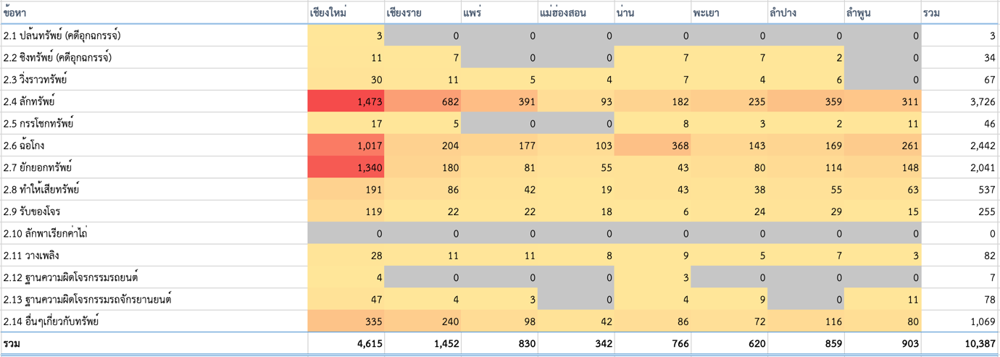 ข้อหา เชียงใหม่ เชียงราย แพร่ แม่ฮ่องสอน น่าน พะเยา ลำปาง ลำพูน รวม
2.1 ปล้นทรัพย์ (คดีอุกฉกรรจ์) 3 0 0 0 0 0 0 0 3
2.2 ชิงทรัพย์ (คดีอุกฉกรรจ์) 11 7 0 0 7 7 2 0 34
2.3 วิ่งราวทรัพย์ 30 11 5 4 7 4 6 0 67
2.4 ลักทรัพย์ 1,473 682 391 93 182 235 359 311 3,726
2.5 กรรโชกทรัพย์ 17 5 0 0 8 3 2 11 46
2.6 ฉ้อโกง 1,017 204 177 103 368 143 169 261 2,442
2.7 ยักยอกทรัพย์ 1,340 180 81 55 43 80 114 148 2,041
2.8 ทำให้เสียทรัพย์ 191 86 42 19 43 38 55 63 537
2.9 รับของโจร 119 22 22 18 6 24 29 15 255
2.10 ลักพาเรียกค่าไถ่ 0 0 0 0 0 0 0 0 0
2.11 วางเพลิง 28 11 11 8 9 5 7 3 82
2.12 ฐานความผิดโจรกรรมรถยนต์ 4 0 0 0 3 0 0 0 7
2.13 ฐานความผิดโจรกรรมรถจักรยานยนต์ 47 4 3 0 4 9 0 11 78
2.14 อื่นๆเกี่ยวกับทรัพย์ 335 240 98 42 86 72 116 80 1,069
รวม 4,615 1,452 830 342 766 620 859 903 10,387